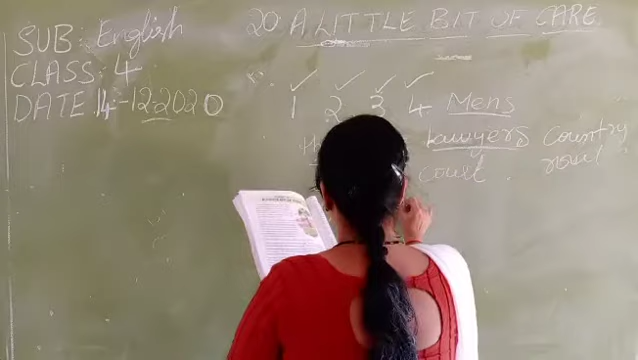 SUB: English
CLASS: 4
DATE 14-12-2020
20 A LITTLE BIT OF CARE
1 2 3 4 Mens
Lawyers Country
court